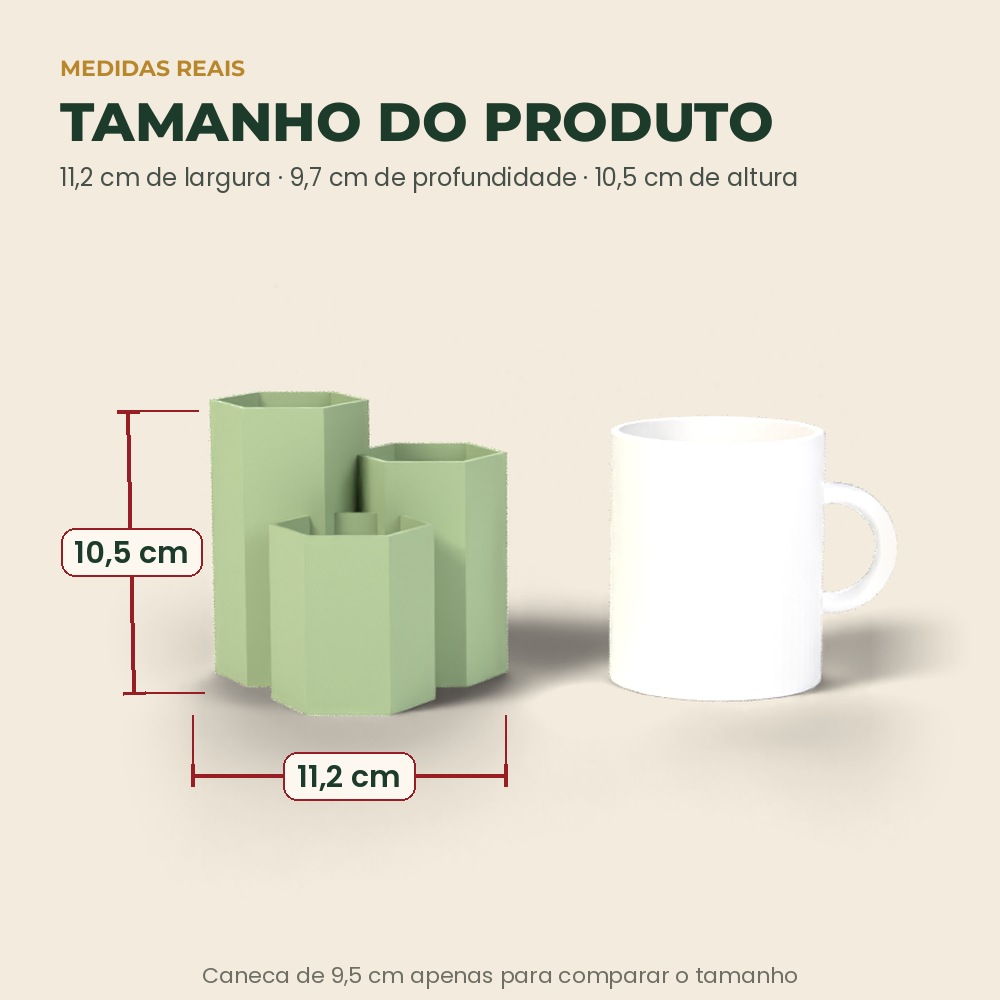 MEDIDAS REAIS
TAMANHO DO PRODUTO
11,2 cm de largura · 9,7 cm de profundidade · 10,5 cm de altura
10,5 cm
11,2 cm
Caneca de 9,5 cm apenas para comparar o tamanho